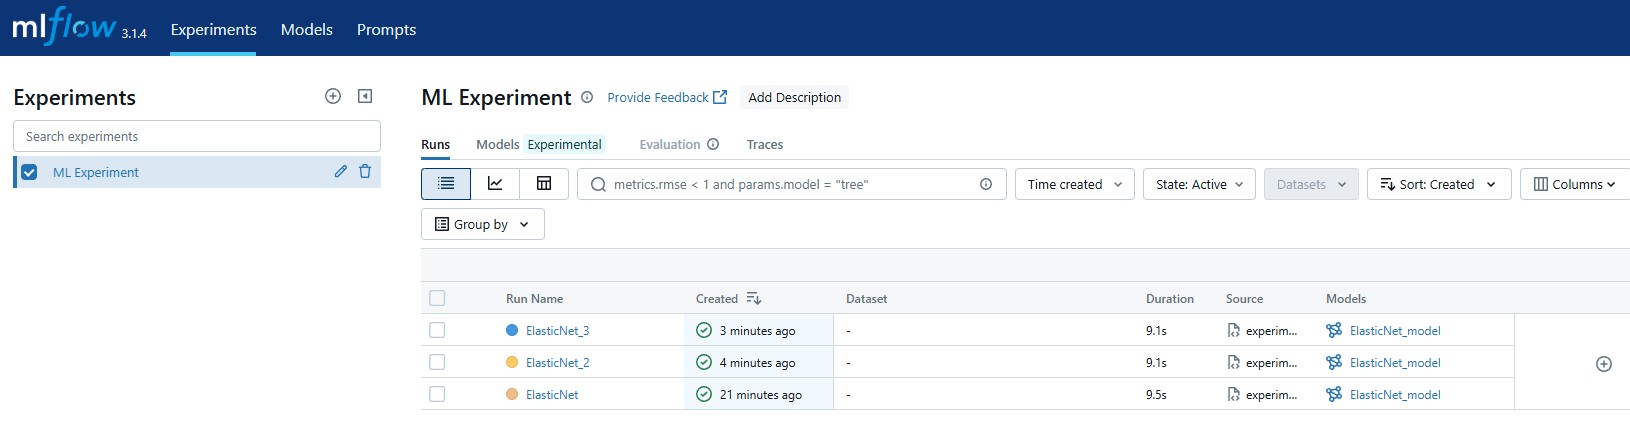 mlflow 3.1.4 Experiments Models Prompts
Experiments
Search experiments
ML Experiment
ML Experiment Provide Feedback Add Description
Runs Models Experimental Evaluation Traces
metrics.rmse < 1 and params.model = "tree" Time created State: Active Datasets Sort: Created Columns
Group by
Run Name Created Dataset Duration Source Models
ElasticNet_3 3 minutes ago - 9.1s experim... ElasticNet_model
ElasticNet_2 4 minutes ago - 9.1s experim... ElasticNet_model
ElasticNet 21 minutes ago - 9.5s experim... ElasticNet_model